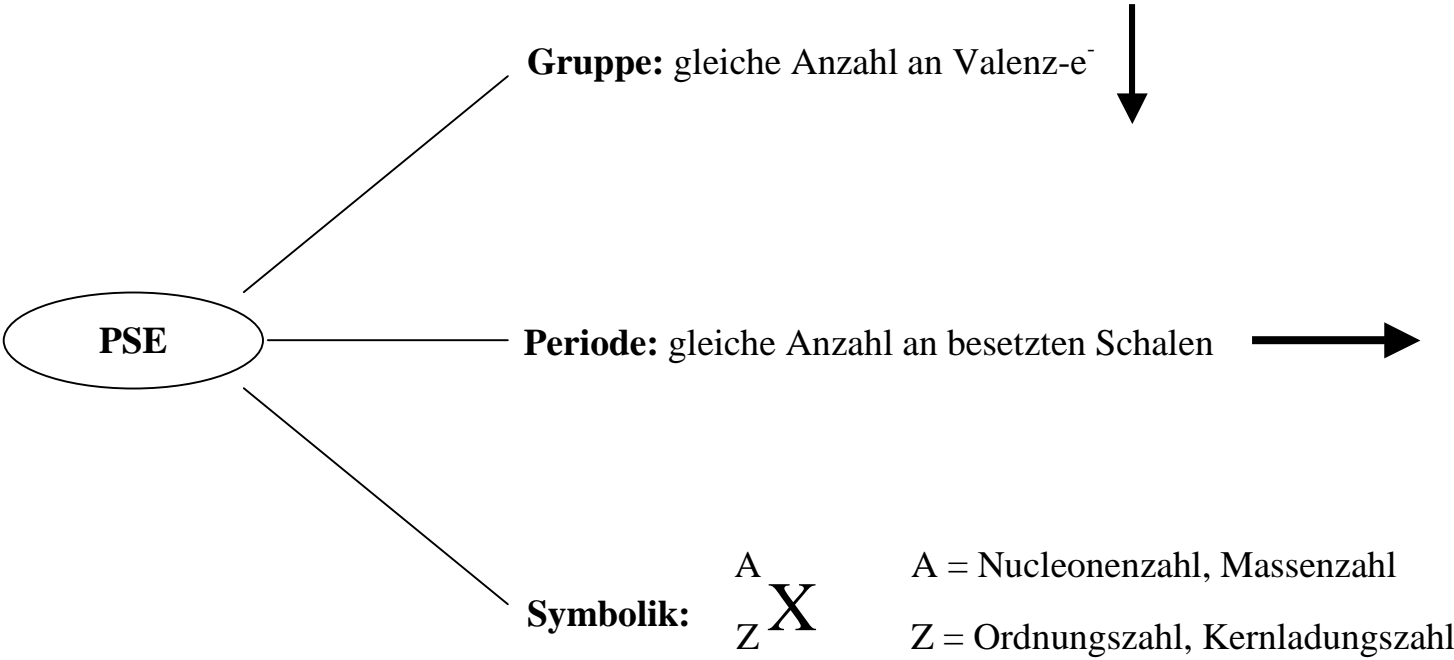 Gruppe: gleiche Anzahl an Valenz-e⁻
PSE
Periode: gleiche Anzahl an besetzten Schalen
Symbolik:
A
Z
X
A = Nucleonenzahl, Massenzahl
Z = Ordnungszahl, Kernladungszahl